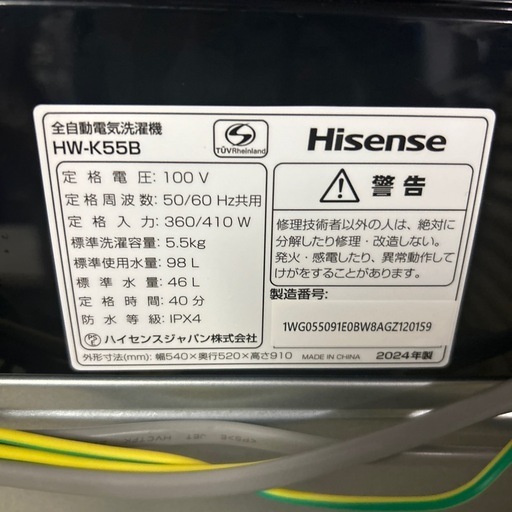 全自動電気洗濯機
HW-K55B
TÜVRheinland
定格電圧:100 V
定格周波数:50/60 Hz共用
定格入力:360/410 W
標準洗濯容量:5.5kg
標準使用水量:98 L
標準水量:46 L
定格時間:40分
防水等級:IPX4
ハイセンスジャパン株式会社
外形寸法(mm):幅540×奥行520×高さ910
Hisense
警告
修理技術者以外の人は、絶対に
分解したり修理・改造しない。
発火・感電したり、異常動作して
けがをすることがあります。
製造番号:
1WG055091E0BW8AGZ120159
MADE IN CHINA
2024年製